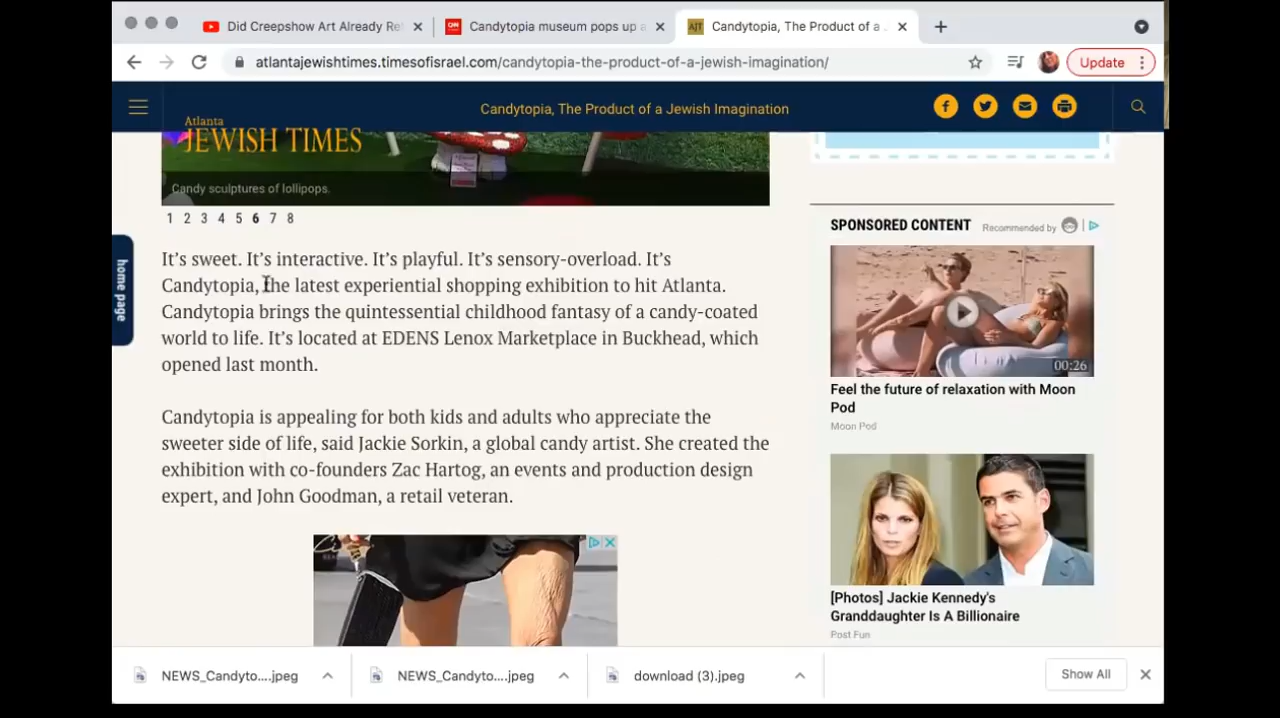 Did Creepshow Art Already Re
Candytopia museum pops up a
Candytopia, The Product of a
atlantajewishtimes.timesofisrael.com/candytopia-the-product-of-a-jewish-imagination/
Update
Atlanta
JEWISH TIMES
Candytopia, The Product of a Jewish Imagination
home page
Candy sculptures of lollipops.
1 2 3 4 5 6 7 8
It's sweet. It's interactive. It's playful. It's sensory-overload. It's
Candytopia, the latest experiential shopping exhibition to hit Atlanta.
Candytopia brings the quintessential childhood fantasy of a candy-coated
world to life. It's located at EDENS Lenox Marketplace in Buckhead, which
opened last month.
Candytopia is appealing for both kids and adults who appreciate the
sweeter side of life, said Jackie Sorkin, a global candy artist. She created the
exhibition with co-founders Zac Hartog, an events and production design
expert, and John Goodman, a retail veteran.
SPONSORED CONTENT
Recommended by
00:26
Feel the future of relaxation with Moon
Pod
Moon Pod
[Photos] Jackie Kennedy's
Granddaughter Is A Billionaire
Post Fun
NEWS_Candyto....jpeg
NEWS_Candyto....jpeg
download (3).jpeg
Show All